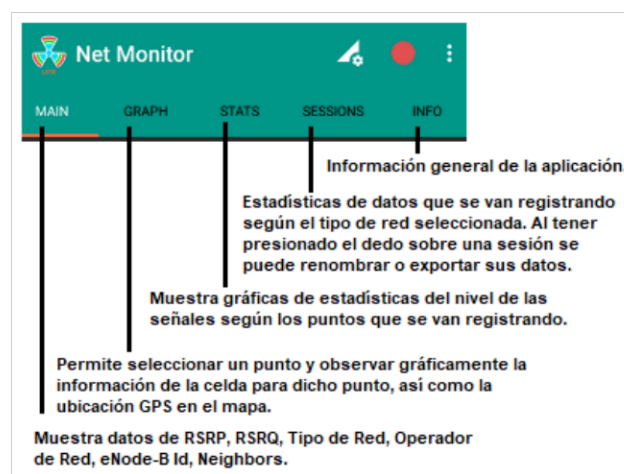 Net Monitor
LITE
MAIN GRAPH STATS SESSIONS INFO
Información general de la aplicación.
Estadísticas de datos que se van registrando
según el tipo de red seleccionada. Al tener
presionado el dedo sobre una sesión se
puede renombrar o exportar sus datos.
Muestra gráficas de estadísticas del nivel de las
señales según los puntos que se van registrando.
Permite seleccionar un punto y observar gráficamente la
información de la celda para dicho punto, así como la
ubicación GPS en el mapa.
Muestra datos de RSRP, RSRQ, Tipo de Red, Operador
de Red, eNode-B Id, Neighbors.